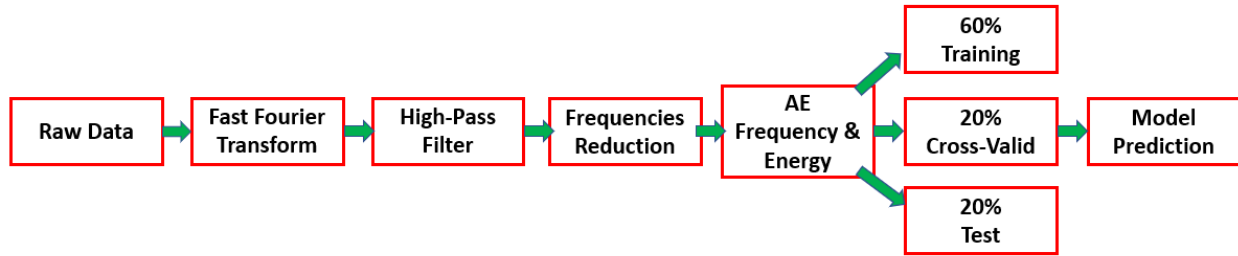 Raw Data
Fast Fourier
Transform
High-Pass
Filter
Frequencies
Reduction
AE
Frequency &
Energy
60%
Training
20%
Cross-Valid
20%
Test
Model
Prediction